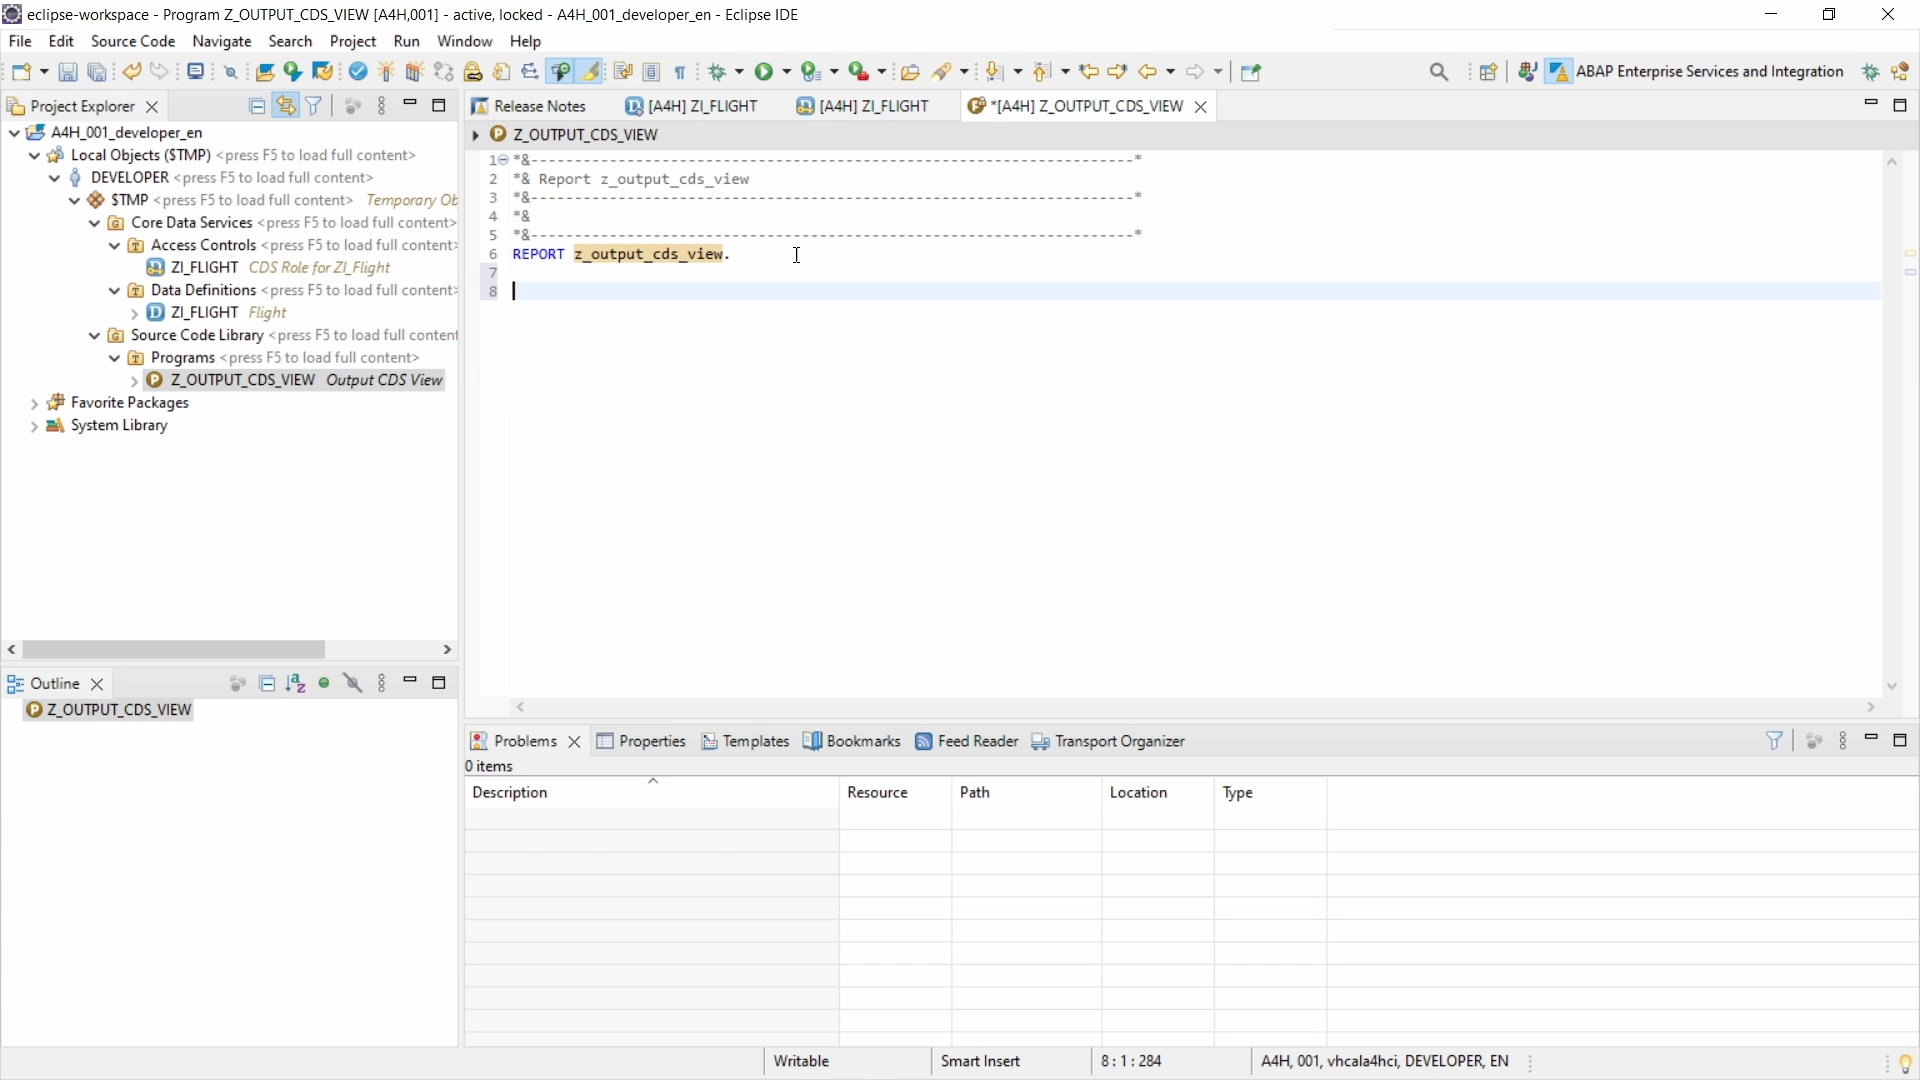 eclipse-workspace - Program Z_OUTPUT_CDS_VIEW [A4H,001] - active, locked - A4H_001_developer_en - Eclipse IDE
File Edit Source Code Navigate Search Project Run Window Help
ABAP Enterprise Services and Integration
Project Explorer
Release Notes [A4H] ZI_FLIGHT [A4H] ZI_FLIGHT *[A4H] Z_OUTPUT_CDS_VIEW
A4H_001_developer_en
Z_OUTPUT_CDS_VIEW
Local Objects ($TMP) <press F5 to load full content>
1 *&---------------------------------------------------------------------*
DEVELOPER <press F5 to load full content>
2 *& Report z_output_cds_view
$TMP <press F5 to load full content> Temporary Ob
3 *&---------------------------------------------------------------------*
Core Data Services <press F5 to load full content>
4 *&
Access Controls <press F5 to load full content>
5 *&---------------------------------------------------------------------*
ZI_FLIGHT CDS Role for ZI_Flight
6 REPORT z_output_cds_view.
Data Definitions <press F5 to load full content>
7
8
ZI_FLIGHT Flight
Source Code Library <press F5 to load full content
Programs <press F5 to load full content>
Z_OUTPUT_CDS_VIEW Output CDS View
Favorite Packages
System Library
Outline
Z_OUTPUT_CDS_VIEW
Problems Properties Templates Bookmarks Feed Reader Transport Organizer
0 items
Description Resource Path Location Type
Writable Smart Insert 8 : 1 : 284 A4H, 001, vhcala4hci, DEVELOPER, EN